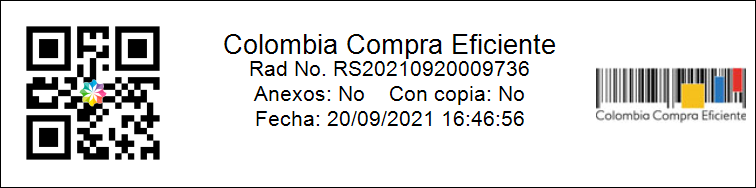 Colombia Compra Eficiente
Rad No. RS20210920009736
Anexos: No    Con copia: No
Fecha: 20/09/2021 16:46:56
Colombia Compra Eficiente